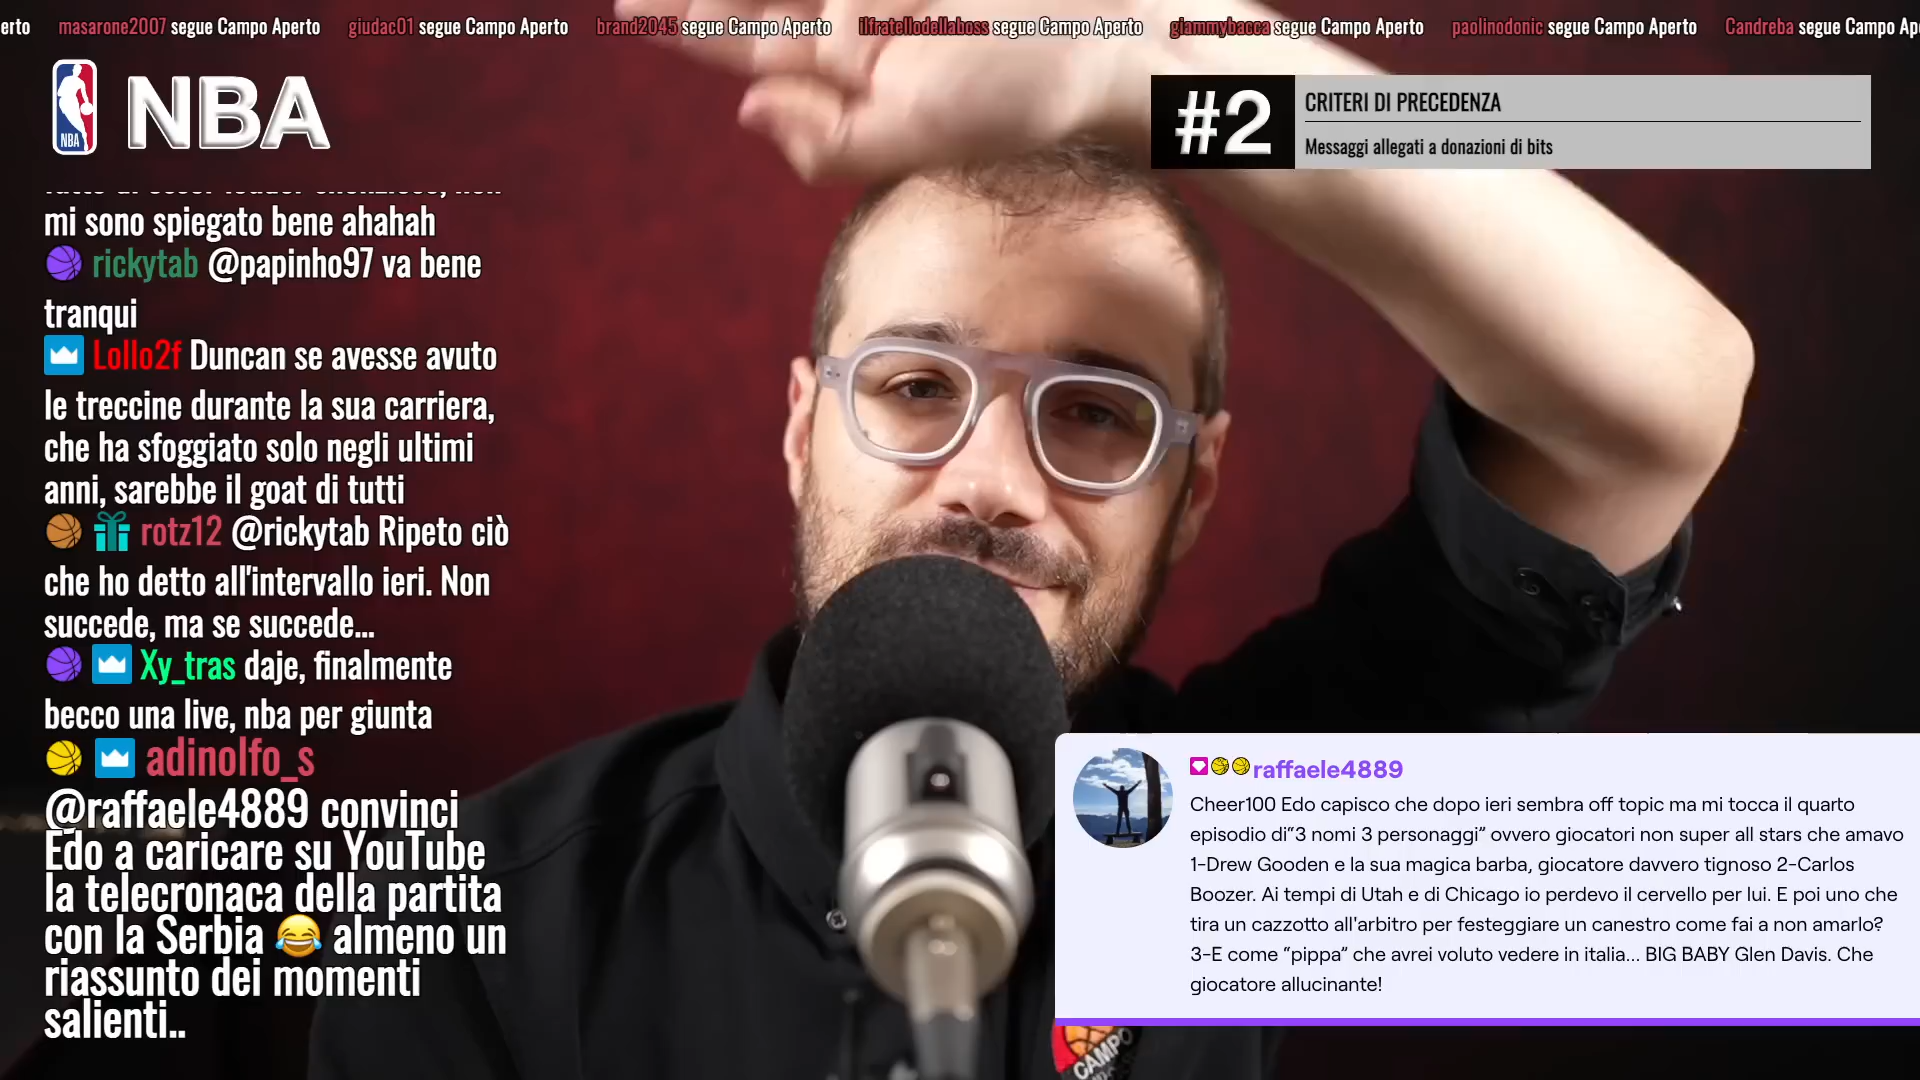 erto masarone2007 segue Campo Aperto giudac01 segue Campo Aperto brand2045 segue Campo Aperto ilfratellodellaboss segue Campo Aperto giammybacca segue Campo Aperto paolinodonic segue Campo Aperto Candreba segue Campo Ap
NBA
NBA
#2
CRITERI DI PRECEDENZA
Messaggi allegati a donazioni di bits
mi sono spiegato bene ahahah
rickytab @papinho97 va bene
tranqui
Lollo2f Duncan se avesse avuto
le treccine durante la sua carriera,
che ha sfoggiato solo negli ultimi
anni, sarebbe il goat di tutti
rotz12 @rickytab Ripeto ciò
che ho detto all'intervallo ieri. Non
succede, ma se succede...
Xy_tras daje, finalmente
becco una live, nba per giunta
adinolfo_s
@raffaele4889 convinci
Edo a caricare su YouTube
la telecronaca della partita
con la Serbia 😂 almeno un
riassunto dei momenti
salienti..
raffaele4889
Cheer100 Edo capisco che dopo ieri sembra off topic ma mi tocca il quarto
episodio di“3 nomi 3 personaggi” ovvero giocatori non super all stars che amavo
1-Drew Gooden e la sua magica barba, giocatore davvero tignoso 2-Carlos
Boozer. Ai tempi di Utah e di Chicago io perdevo il cervello per lui. E poi uno che
tira un cazzotto all'arbitro per festeggiare un canestro come fai a non amarlo?
3-E come “pippa” che avrei voluto vedere in italia... BIG BABY Glen Davis. Che
giocatore allucinante!
CAMPO